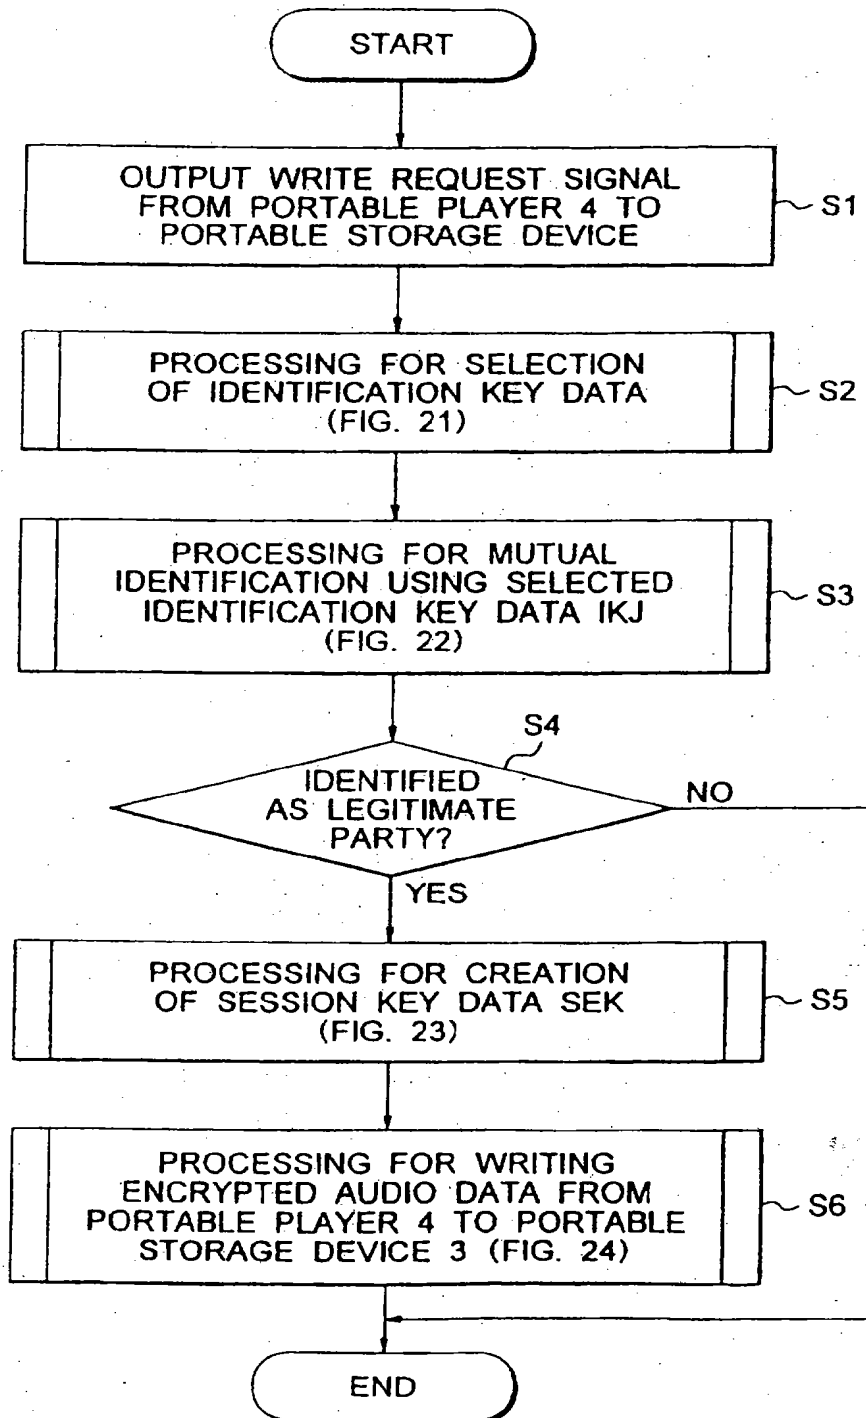 START
OUTPUT WRITE REQUEST SIGNAL
FROM PORTABLE PLAYER 4 TO
PORTABLE STORAGE DEVICE
S1
PROCESSING FOR SELECTION
OF IDENTIFICATION KEY DATA
(FIG. 21)
S2
PROCESSING FOR MUTUAL
IDENTIFICATION USING SELECTED
IDENTIFICATION KEY DATA IKJ
(FIG. 22)
S3
S4
IDENTIFIED
AS LEGITIMATE
PARTY?
NO
YES
PROCESSING FOR CREATION
OF SESSION KEY DATA SEK
(FIG. 23)
S5
PROCESSING FOR WRITING
ENCRYPTED AUDIO DATA FROM
PORTABLE PLAYER 4 TO PORTABLE
STORAGE DEVICE 3 (FIG. 24)
S6
END